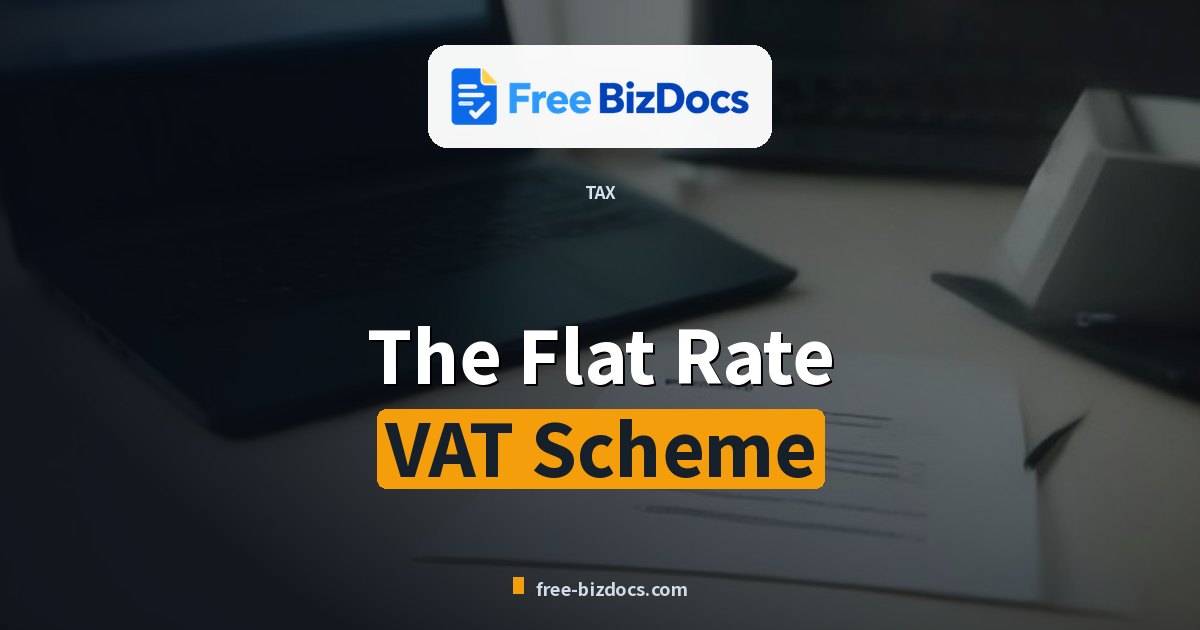 Free BizDocs
TAX
The Flat Rate
VAT Scheme
free-bizdocs.com